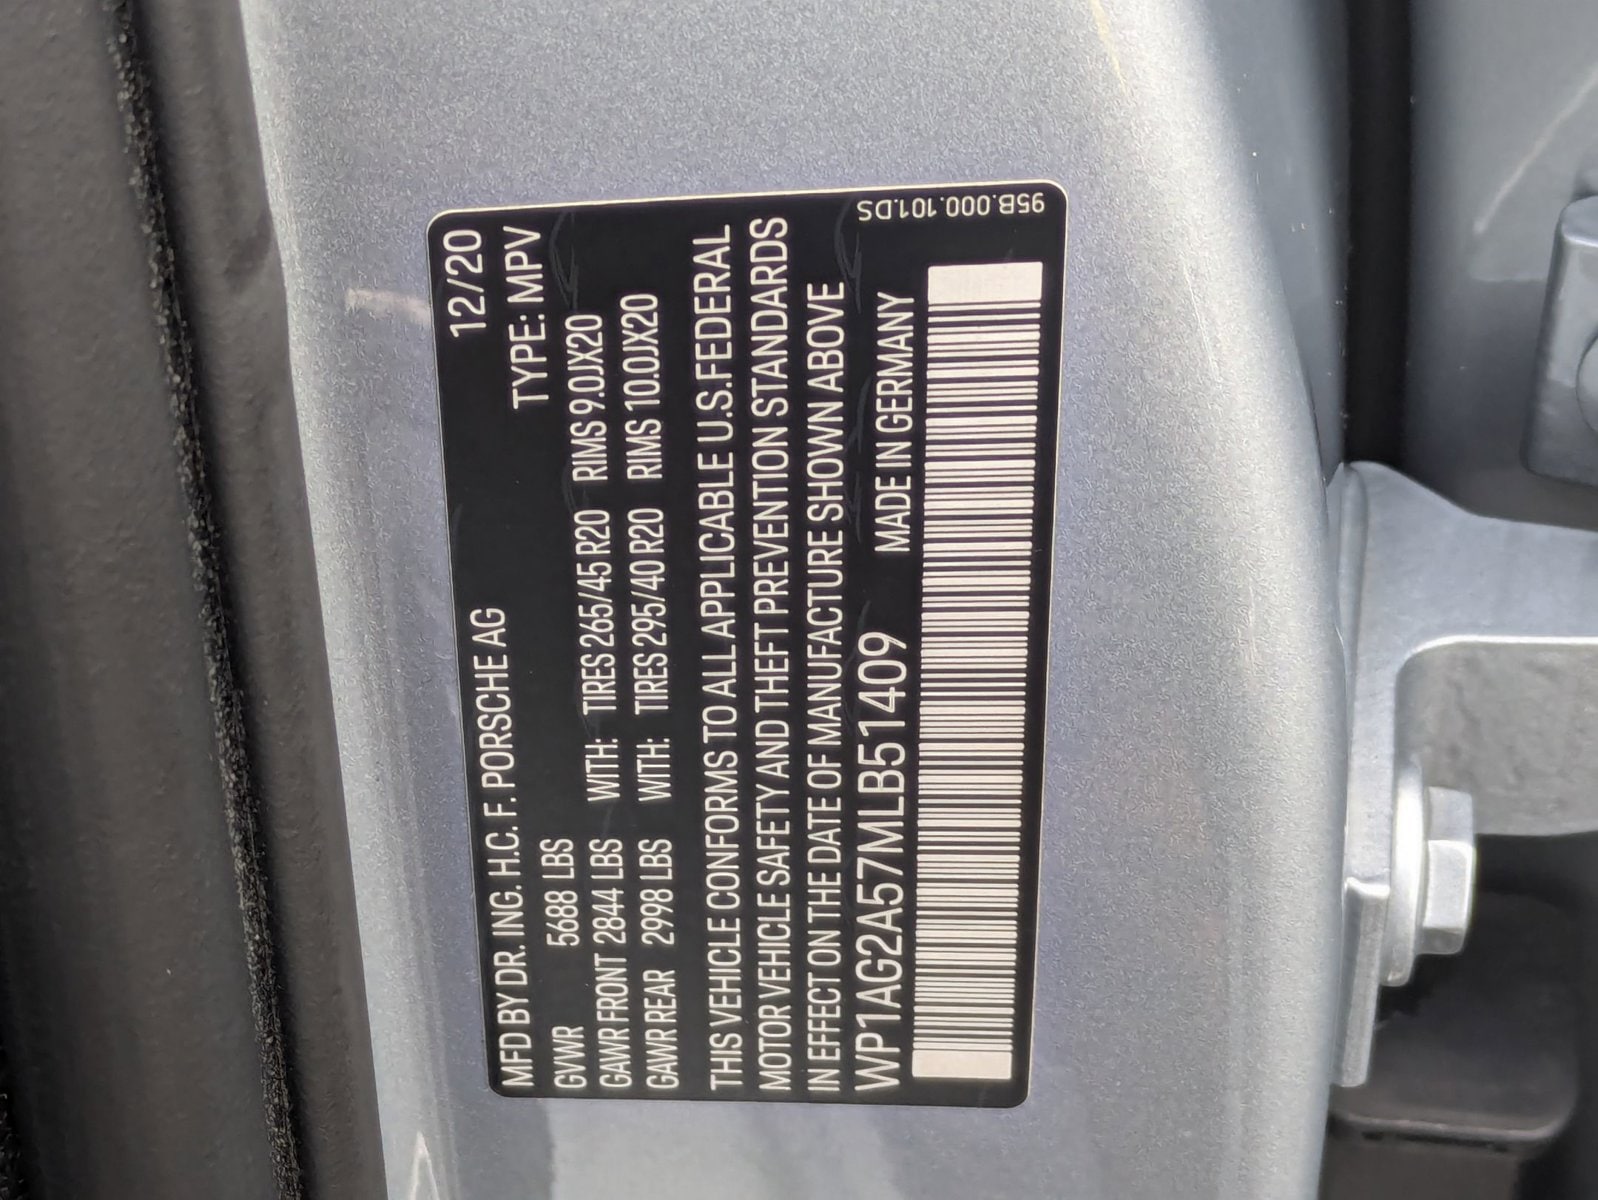 MFD BY DR. ING. H.C. F. PORSCHE AG 12/20
GVWR 5688 LBS TYPE: MPV
GAWR FRONT 2844 LBS WITH: TIRES 265/45 R20 RIMS 9.0JX20
GAWR REAR 2998 LBS WITH: TIRES 295/40 R20 RIMS 10.0JX20
THIS VEHICLE CONFORMS TO ALL APPLICABLE U.S. FEDERAL
MOTOR VEHICLE SAFETY AND THEFT PREVENTION STANDARDS
IN EFFECT ON THE DATE OF MANUFACTURE SHOWN ABOVE
WP1AG2A57MLB51409 MADE IN GERMANY
95B.000.101.DS